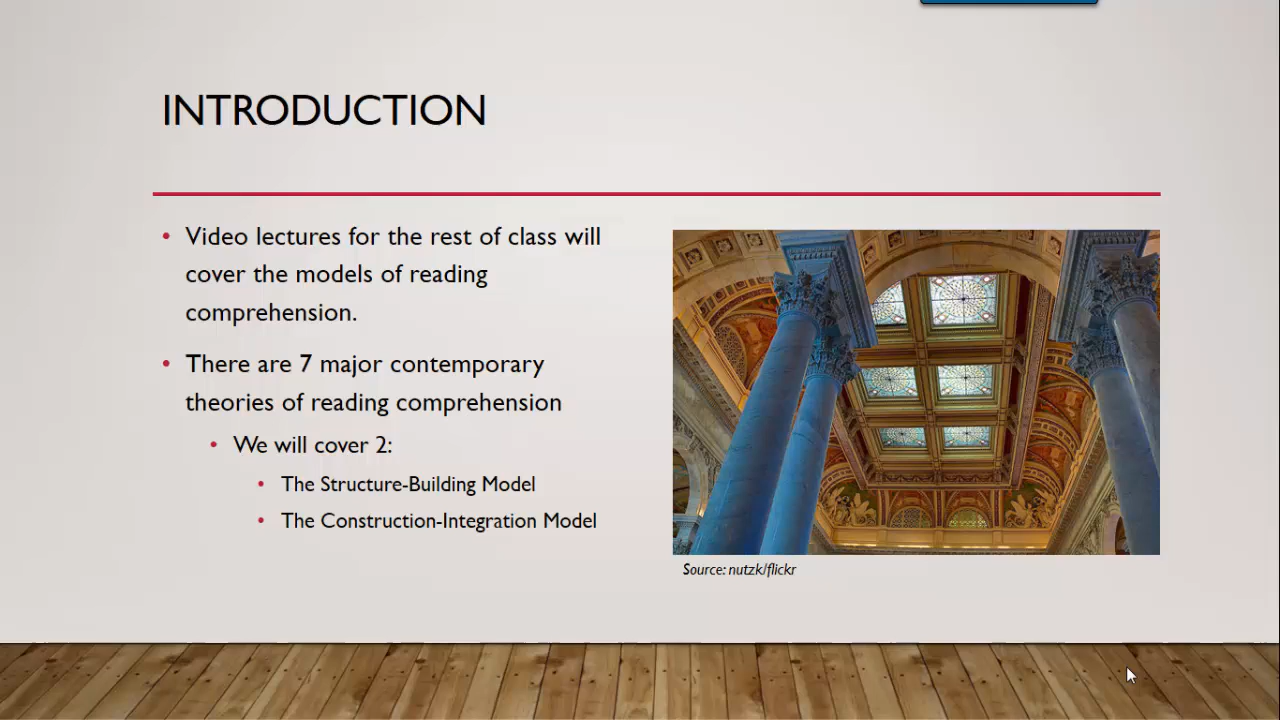 INTRODUCTION
• Video lectures for the rest of class will
cover the models of reading
comprehension.
• There are 7 major contemporary
theories of reading comprehension
• We will cover 2:
• The Structure-Building Model
• The Construction-Integration Model
Source: nutzk/flickr